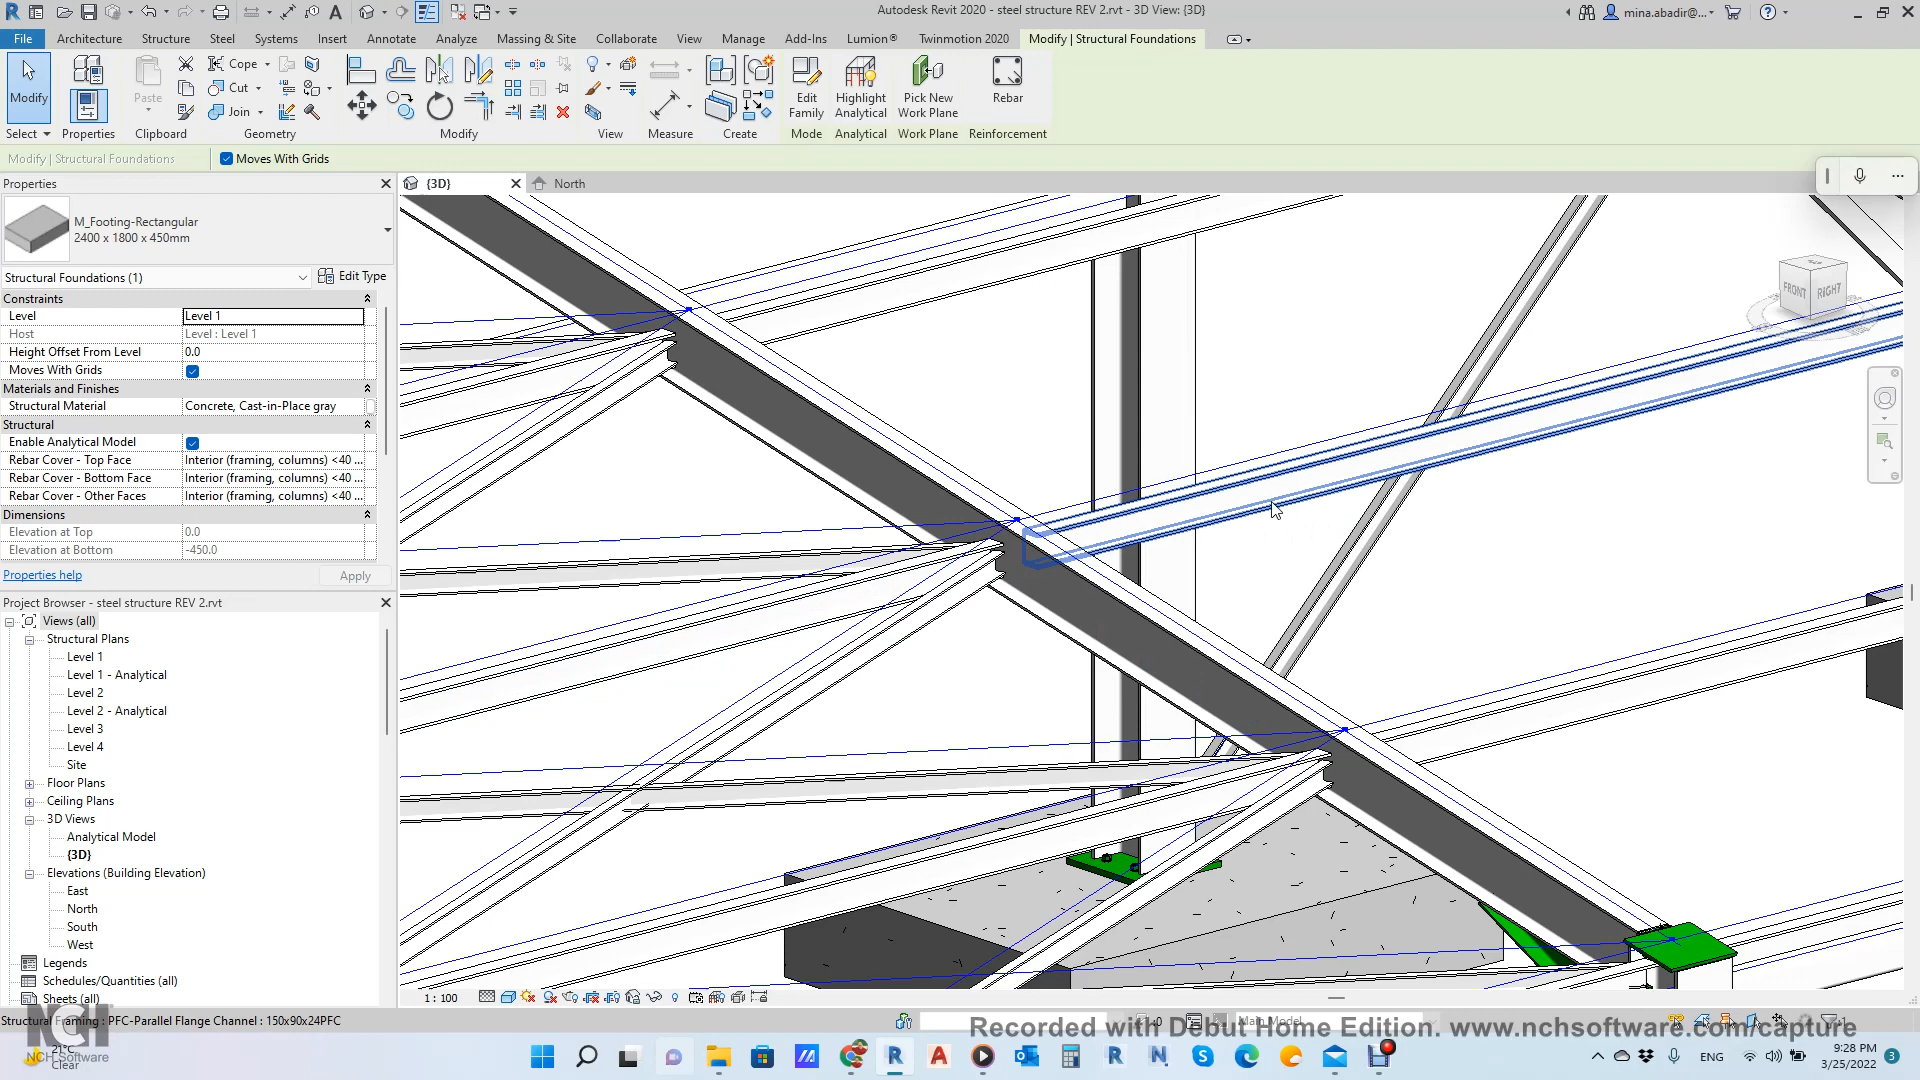 Autodesk Revit 2020 - steel structure REV 2.rvt - 3D View: {3D}
mina.abadir@...
File Architecture Structure Steel Systems Insert Annotate Analyze Massing & Site Collaborate View Manage Add-Ins Lumion® Twinmotion 2020 Modify | Structural Foundations
Modify
Paste
Cope
Cut
Join
Edit Family
Highlight Analytical
Pick New Work Plane
Rebar
Select Properties Clipboard Geometry Modify View Measure Create Mode Analytical Work Plane Reinforcement
Modify | Structural Foundations
Moves With Grids
Properties
{3D}
North
M_Footing-Rectangular
2400 x 1800 x 450mm
Structural Foundations (1)
Edit Type
Constraints
Level Level 1
Host Level : Level 1
Height Offset From Level 0.0
Moves With Grids
Materials and Finishes
Structural Material Concrete, Cast-in-Place gray
Structural
Enable Analytical Model
Rebar Cover - Top Face Interior (framing, columns) <40 ...
Rebar Cover - Bottom Face Interior (framing, columns) <40 ...
Rebar Cover - Other Faces Interior (framing, columns) <40 ...
Dimensions
Elevation at Top 0.0
Elevation at Bottom -450.0
Properties help
Apply
FRONT
RIGHT
Project Browser - steel structure REV 2.rvt
Views (all)
Structural Plans
Level 1
Level 1 - Analytical
Level 2
Level 2 - Analytical
Level 3
Level 4
Site
Floor Plans
Ceiling Plans
3D Views
Analytical Model
{3D}
Elevations (Building Elevation)
East
North
South
West
Legends
Schedules/Quantities (all)
Sheets (all)
1 : 100
Structural Framing : PFC-Parallel Flange Channel : 150x90x24PFC
:0
Main Model
:1
Recorded with Debut Home Edition. www.nchsoftware.com/capture
NCH
NCH Software
21°C
Clear
ENG
9:28 PM
3/25/2022
3